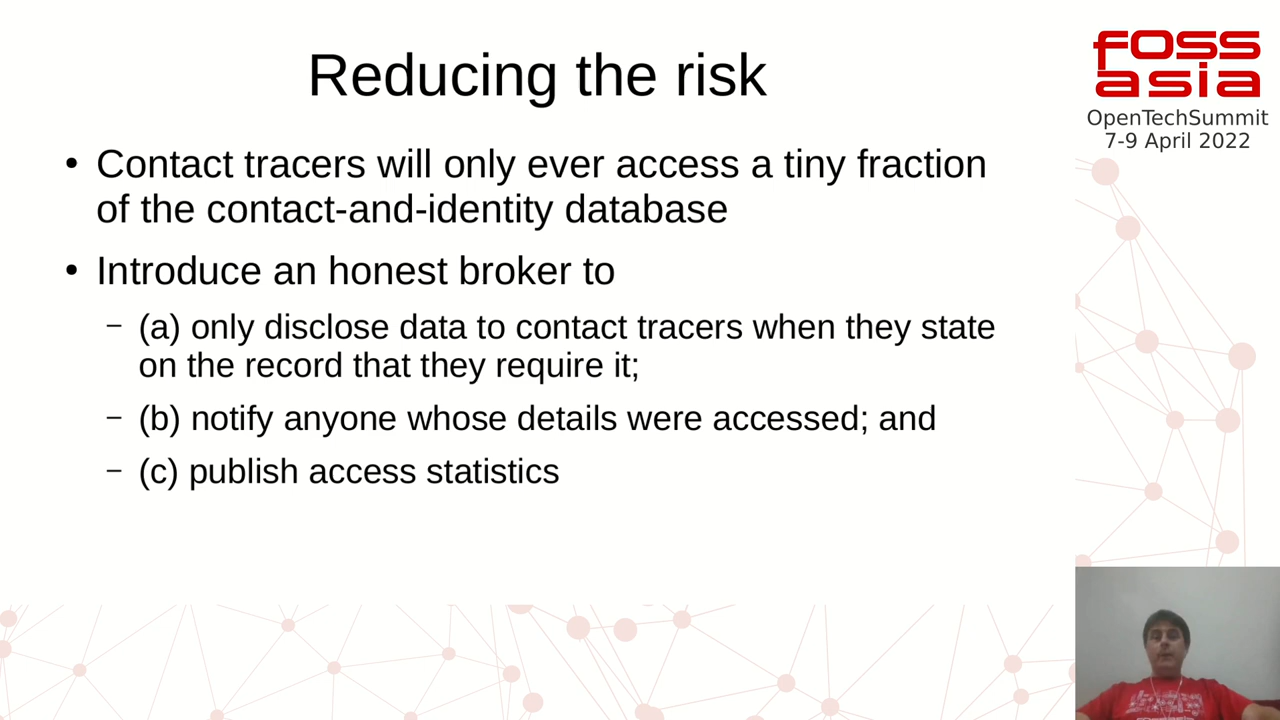 Reducing the risk
• Contact tracers will only ever access a tiny fraction
of the contact-and-identity database
• Introduce an honest broker to
– (a) only disclose data to contact tracers when they state
on the record that they require it;
– (b) notify anyone whose details were accessed; and
– (c) publish access statistics
foss
asia
OpenTechSummit
7-9 April 2022